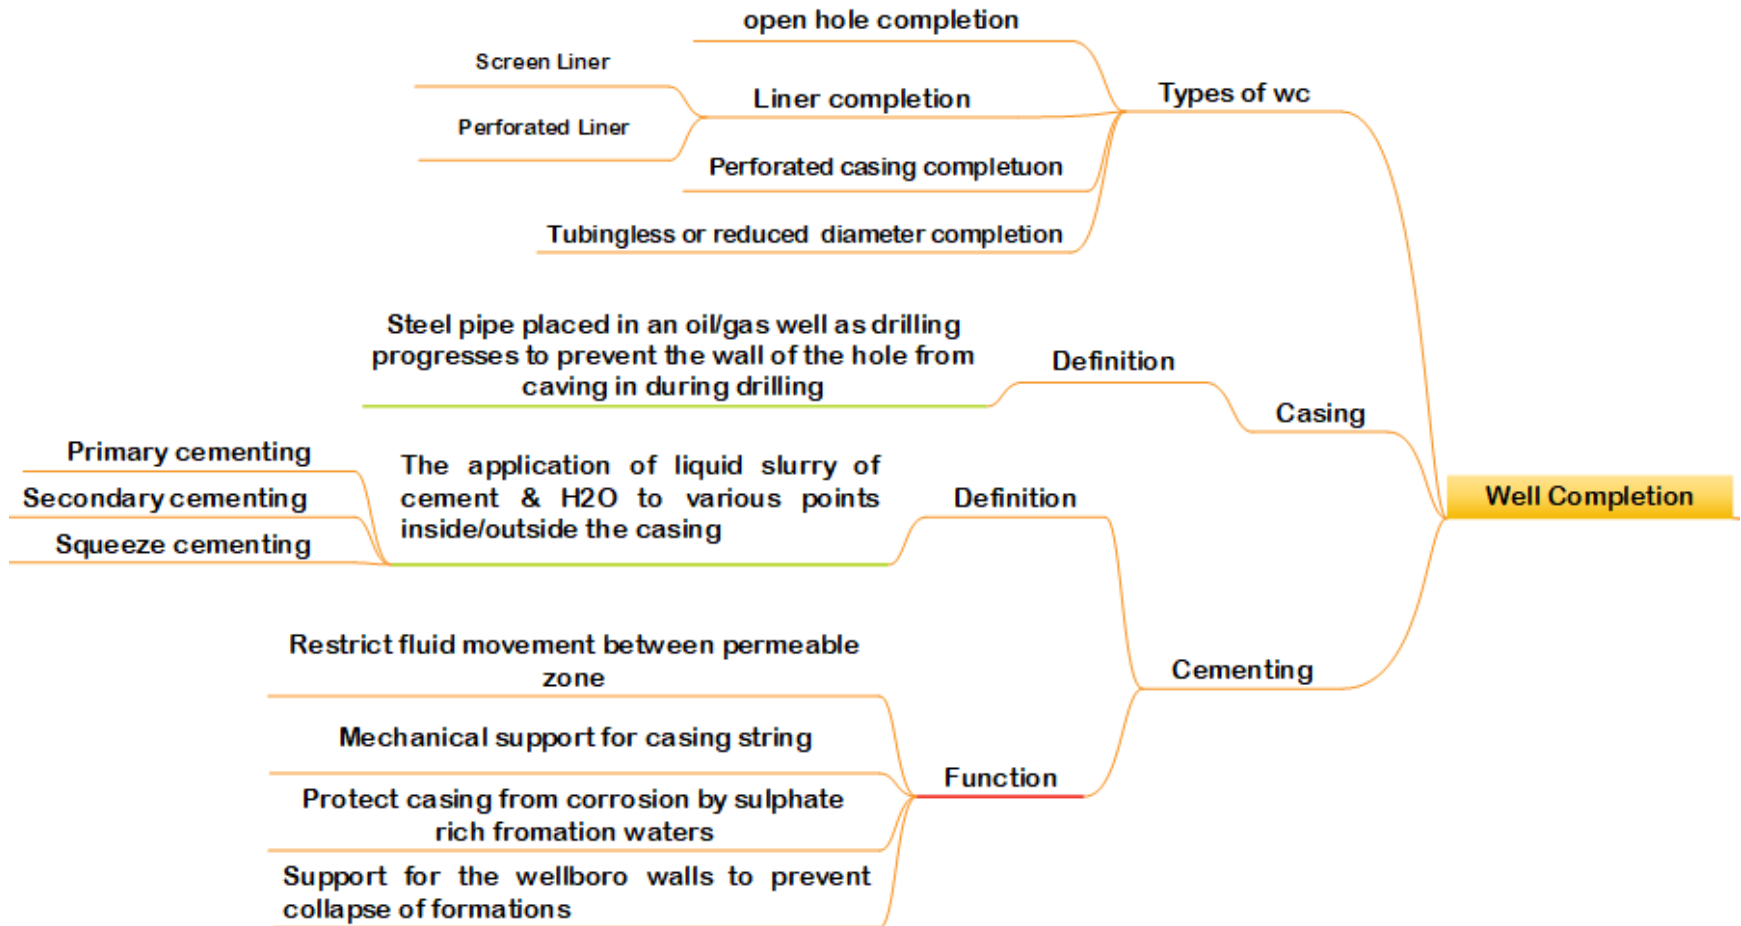 open hole completion
Screen Liner
Liner completion
Types of wc
Perforated Liner
Perforated casing completuon
Tubingless or reduced diameter completion
Steel pipe placed in an oil/gas well as drilling
progresses to prevent the wall of the hole from
caving in during drilling
Definition
Casing
Primary cementing
Secondary cementing
Squeeze cementing
The application of liquid slurry of
cement & H2O to various points
inside/outside the casing
Definition
Well Completion
Restrict fluid movement between permeable
zone
Cementing
Mechanical support for casing string
Function
Protect casing from corrosion by sulphate
rich fromation waters
Support for the wellboro walls to prevent
collapse of formations